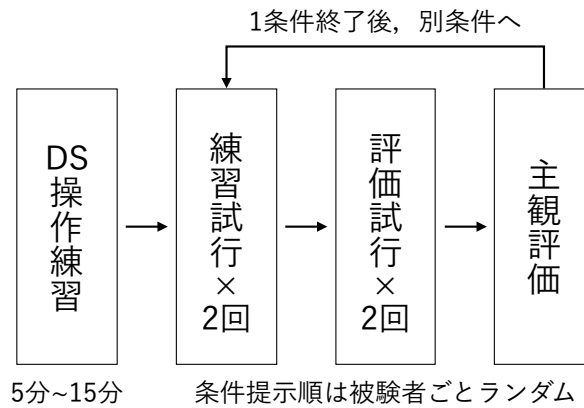 1条件終了後，別条件へ
DS操作練習
練習試行×2回
評価試行×2回
主観評価
5分~15分
条件提示順は被験者ごとランダム